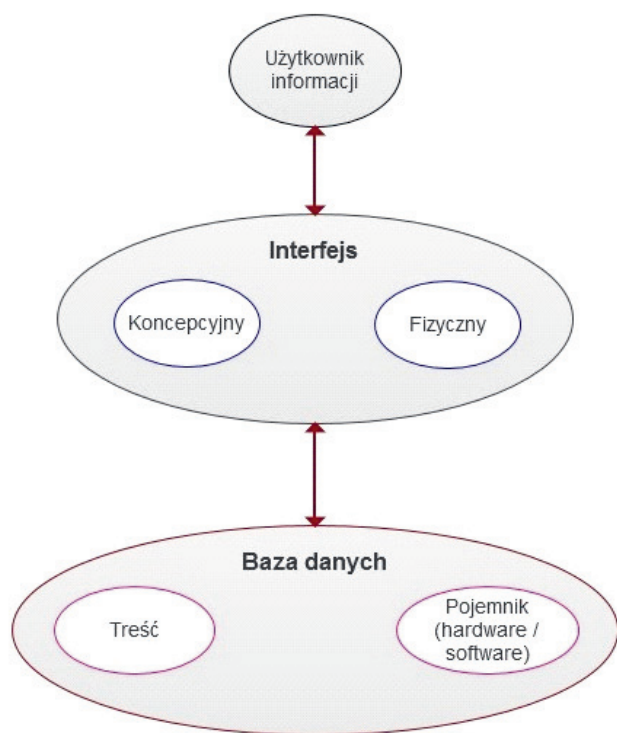 Użytkownik
informacji
Interfejs
Koncepcyjny
Fizyczny
Baza danych
Treść
Pojemnik
(hardware /
software)